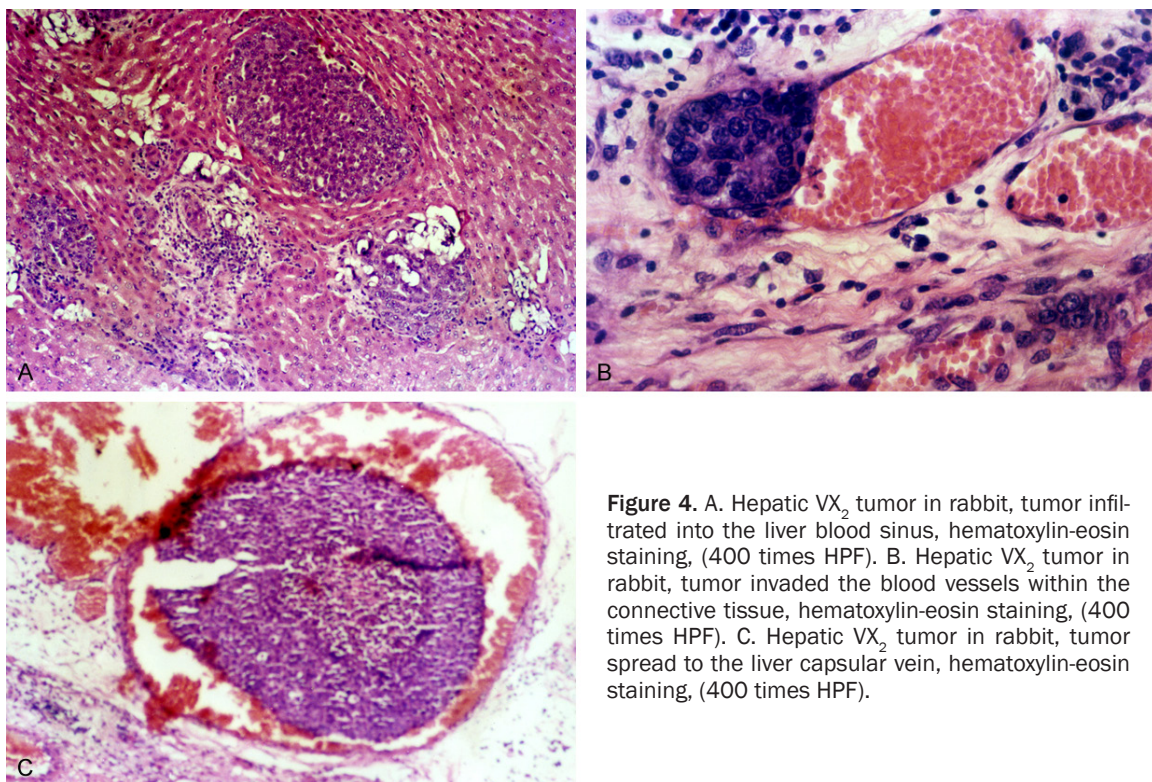 A
B
C
Figure 4. A. Hepatic VX2 tumor in rabbit, tumor infil-
trated into the liver blood sinus, hematoxylin-eosin
staining, (400 times HPF). B. Hepatic VX2 tumor in
rabbit, tumor invaded the blood vessels within the
connective tissue, hematoxylin-eosin staining, (400
times HPF). C. Hepatic VX2 tumor in rabbit, tumor
spread to the liver capsular vein, hematoxylin-eosin
staining, (400 times HPF).